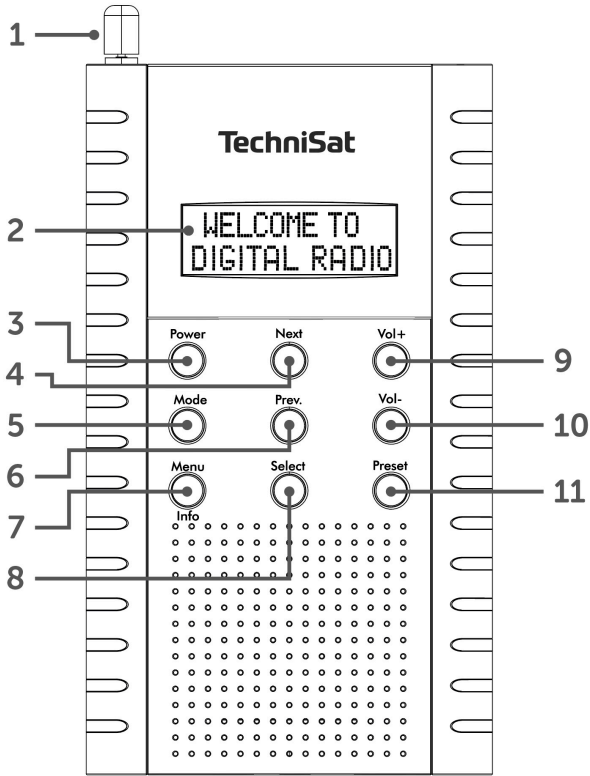 1
TechniSat
2
WELCOME TO
DIGITAL RADIO
3
Power
Next
Vol+
4
9
Mode
Prev.
Vol-
5
10
6
Menu
Select
Preset
7
11
Info
8